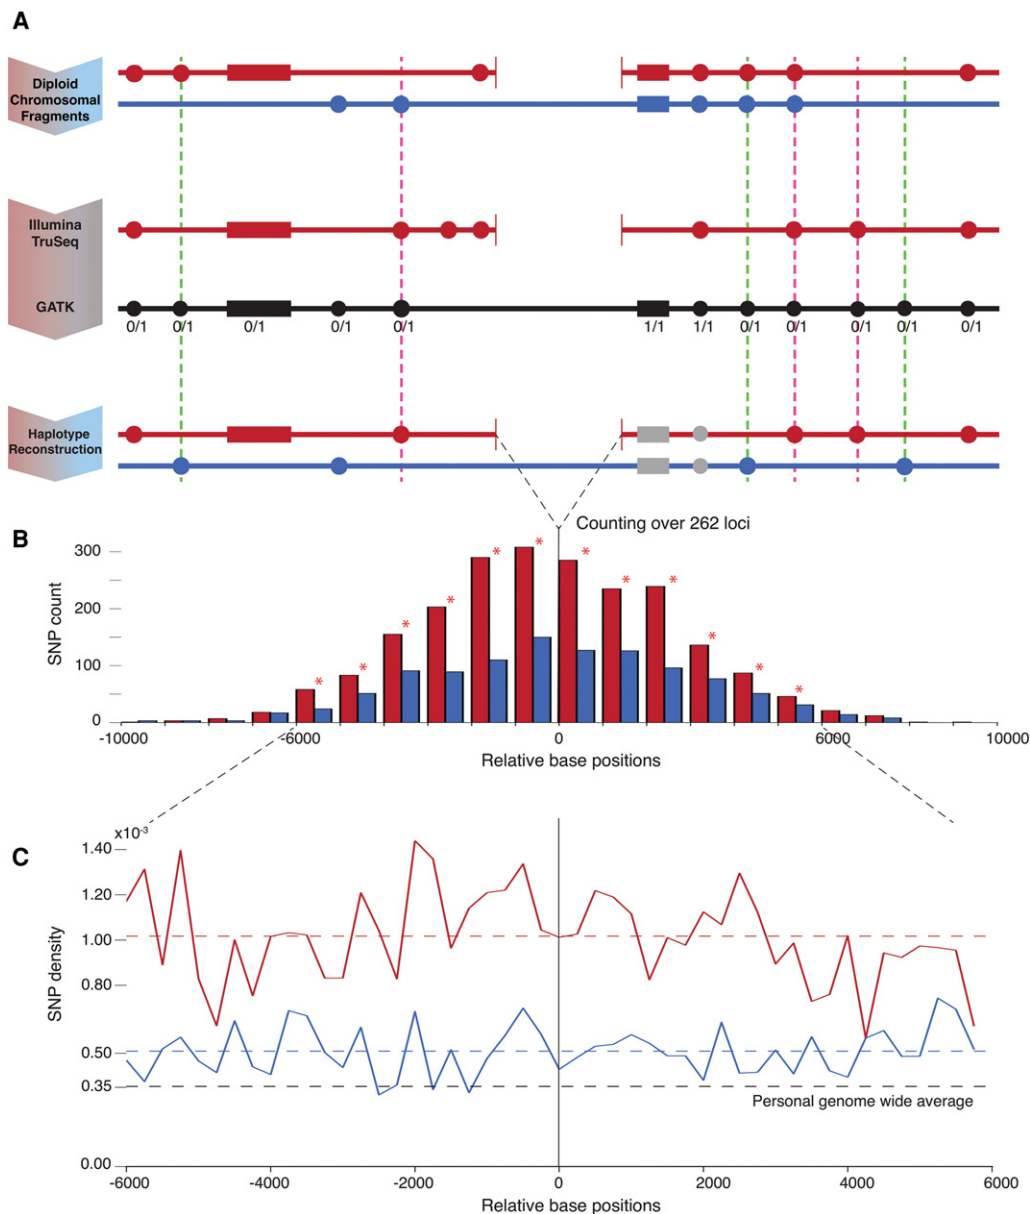 A
Diploid
Chromosomal
Fragments
Illumina
TruSeq
GATK
0/1 0/1 0/1 0/1 0/1 1/1 1/1 0/1 0/1 0/1 0/1 0/1
Haplotype
Reconstruction
Counting over 262 loci
B
SNP count
300
200
100
0
* * * * * * * * * * * *
-10000 -6000 0 6000 10000
Relative base positions
C
x10-3
SNP density
1.40
1.20
1.00
0.80
0.50
0.35
0.00
Personal genome wide average
-6000 -4000 -2000 0 2000 4000 6000
Relative base positions